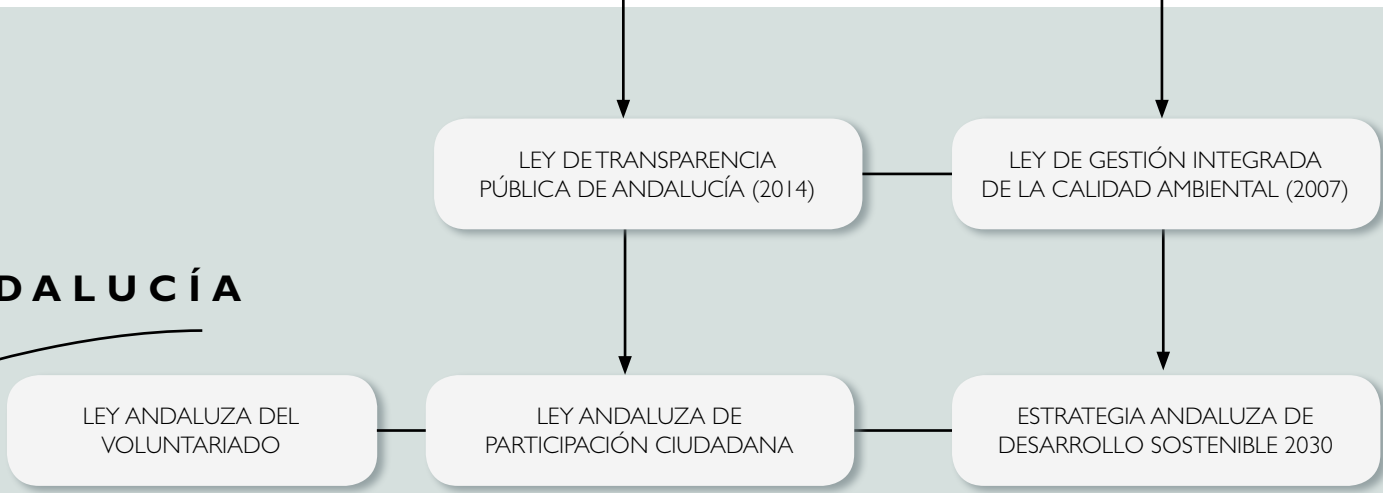 LEY DE TRANSPARENCIA
PÚBLICA DE ANDALUCÍA (2014)
LEY DE GESTIÓN INTEGRADA
DE LA CALIDAD AMBIENTAL (2007)
DALUCÍA
LEY ANDALUZA DEL
VOLUNTARIADO
LEY ANDALUZA DE
PARTICIPACIÓN CIUDADANA
ESTRATEGIA ANDALUZA DE
DESARROLLO SOSTENIBLE 2030